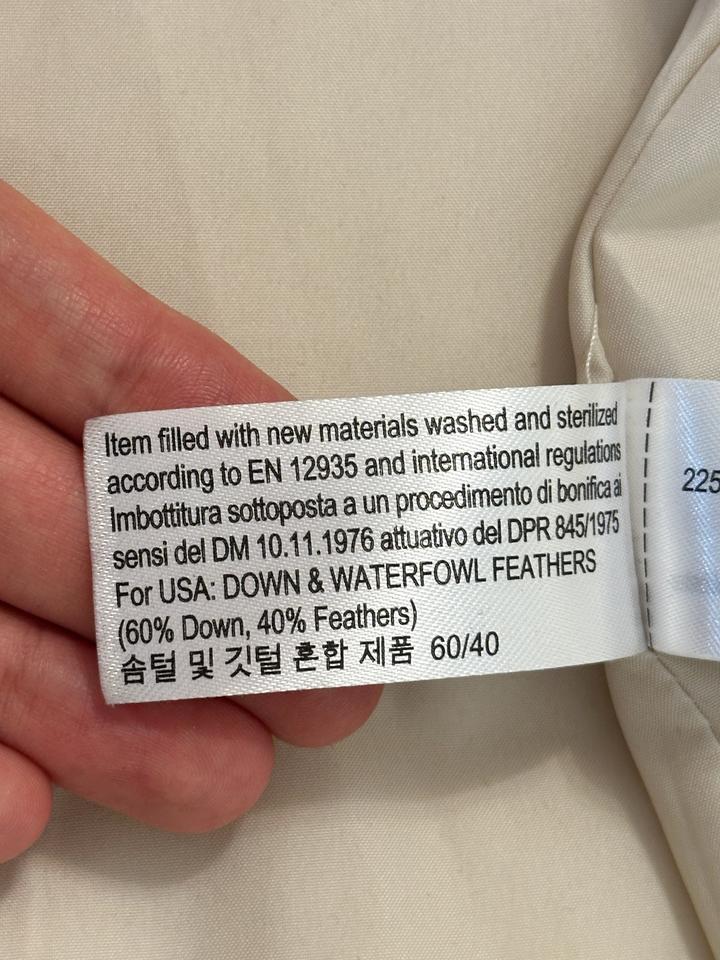 Item filled with new materials washed and sterilized
according to EN 12935 and international regulations
Imbottitura sottoposta a un procedimento di bonifica ai
sensi del DM 10.11.1976 attuativo del DPR 845/1975
For USA: DOWN & WATERFOWL FEATHERS
(60% Down, 40% Feathers)
솜털 및 깃털 혼합 제품 60/40
225